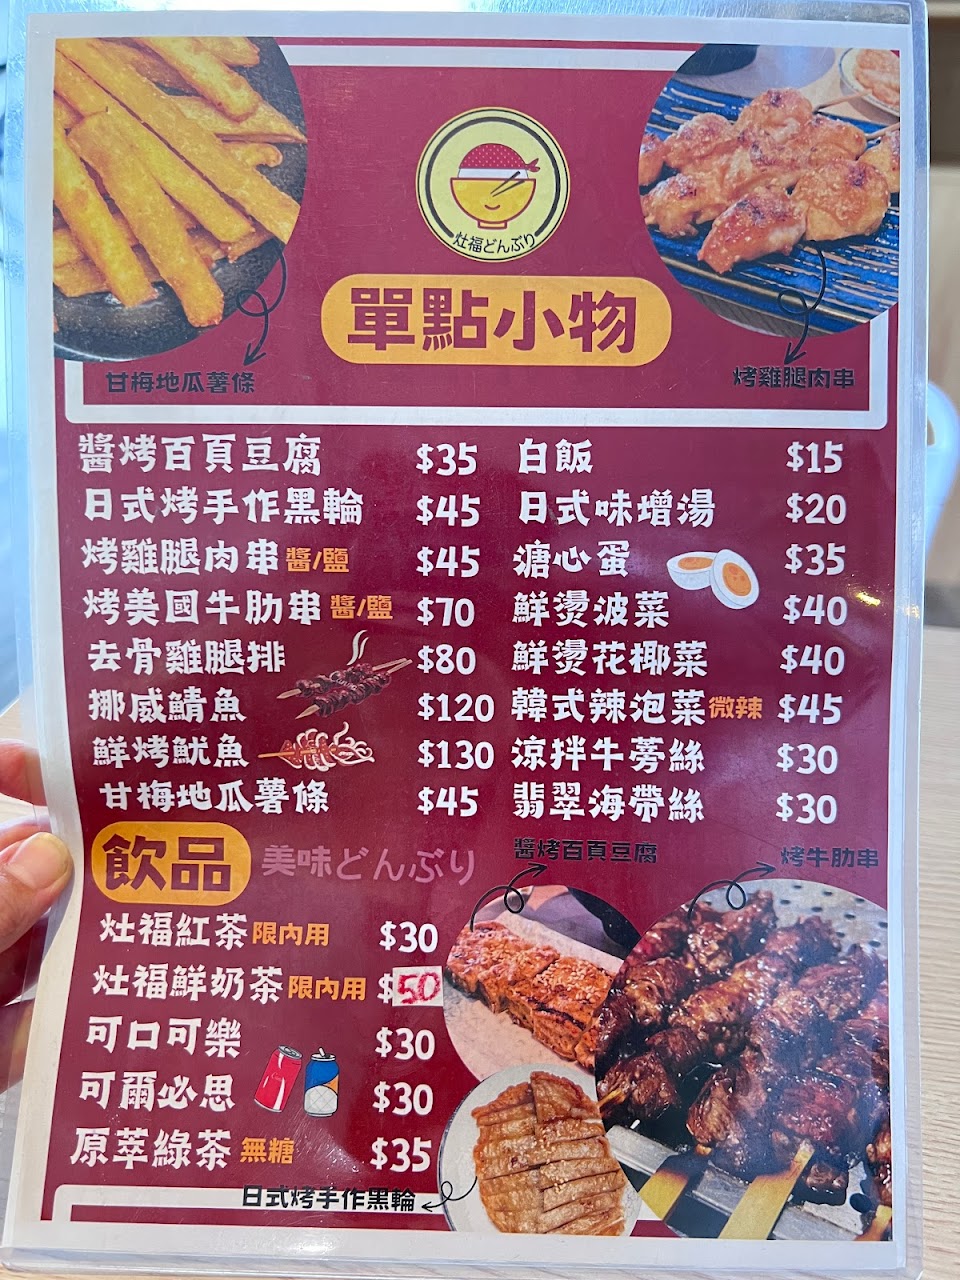 灶福どんぶり
單點小物
甘梅地瓜薯條
烤雞腿肉串
醬烤百頁豆腐 $35
日式烤手作黑輪 $45
烤雞腿肉串 醬/鹽 $45
烤美國牛肋串 醬/鹽 $70
去骨雞腿排 $80
挪威鯖魚 $120
鮮烤魷魚 $130
甘梅地瓜薯條 $45
白飯 $15
日式味增湯 $20
溏心蛋 $35
鮮燙波菜 $40
鮮燙花椰菜 $40
韓式辣泡菜 微辣 $45
涼拌牛蒡絲 $30
翡翠海帶絲 $30
飲品 美味どんぶり
灶福紅茶 限內用 $30
灶福鮮奶茶 限內用 $50
可口可樂 $30
可爾必思 $30
原萃綠茶 無糖 $35
醬烤百頁豆腐
烤牛肋串
日式烤手作黑輪